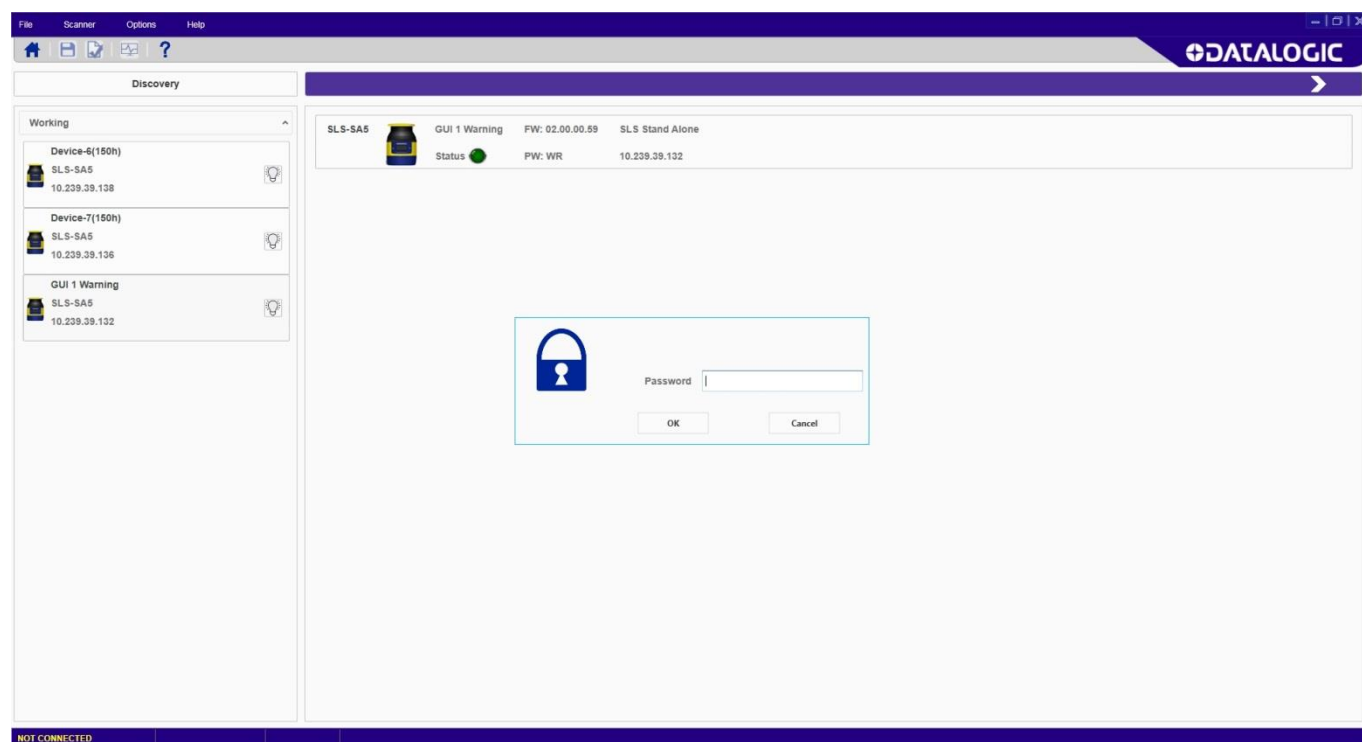 File Scanner Options Help
DATALOGIC
Discovery
Working
Device-6(150h)
SLS-SA5
10.239.39.138
Device-7(150h)
SLS-SA5
10.239.39.136
GUI 1 Warning
SLS-SA5
10.239.39.132
SLS-SA5 GUI 1 Warning FW: 02.00.00.59 SLS Stand Alone
Status PW: WR 10.239.39.132
Password
OK Cancel
NOT CONNECTED